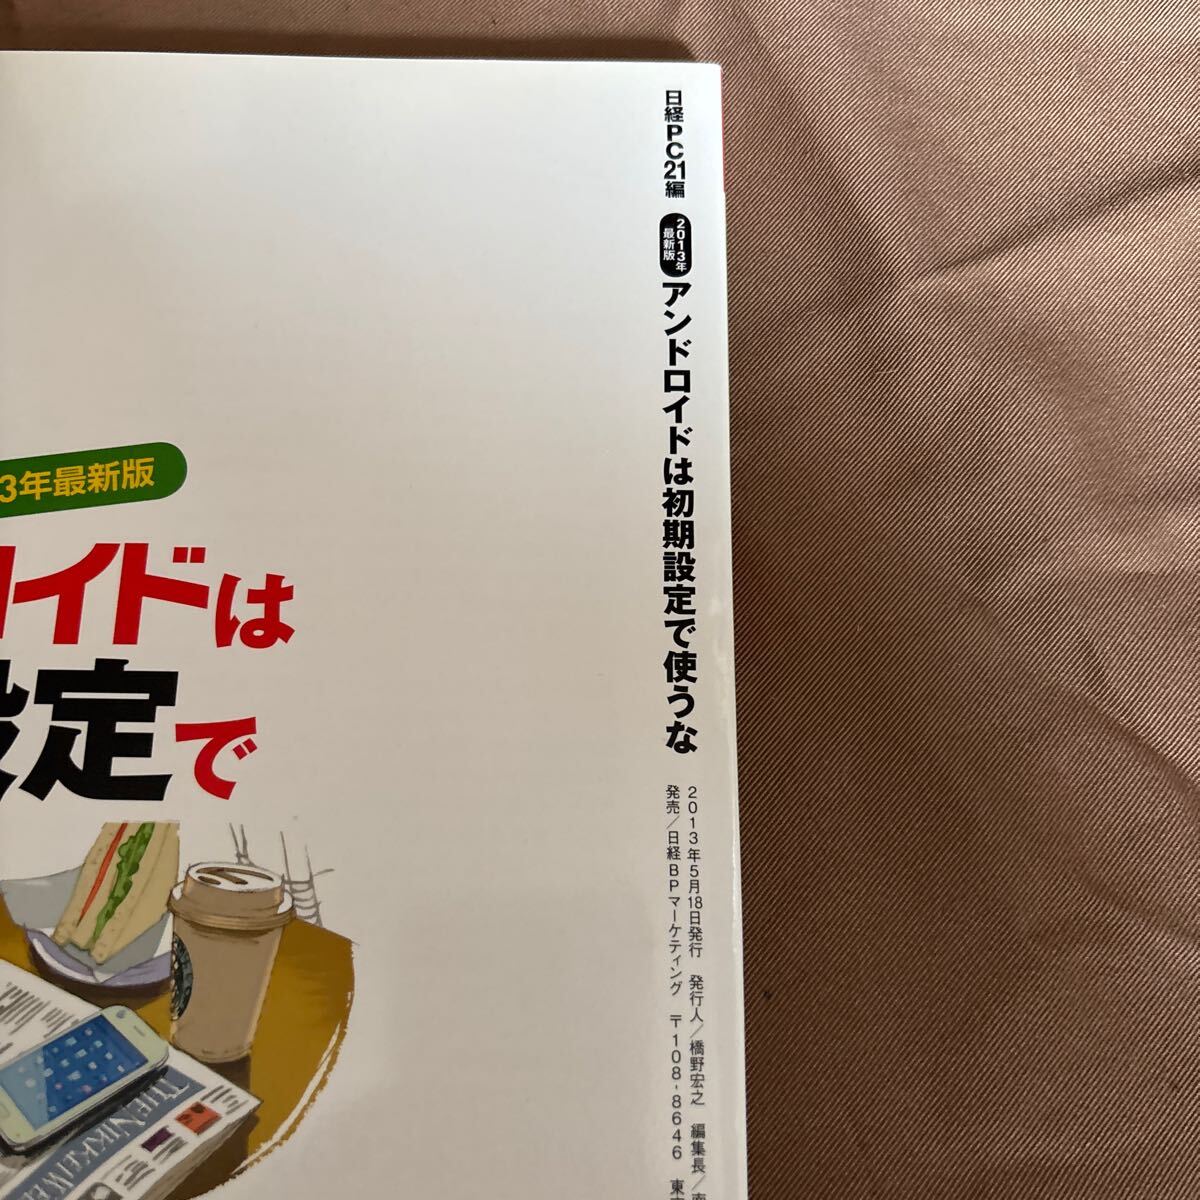 日経PC21編
2013年
最新版
アンドロイドは初期設定で使うな
2013年5月18日発行 発行人/橋野宏之 編集長/
発売/日経BPマーケティング 〒108-8646 東
3年最新版
ロイドは
設定で
THE NIKKEI WE